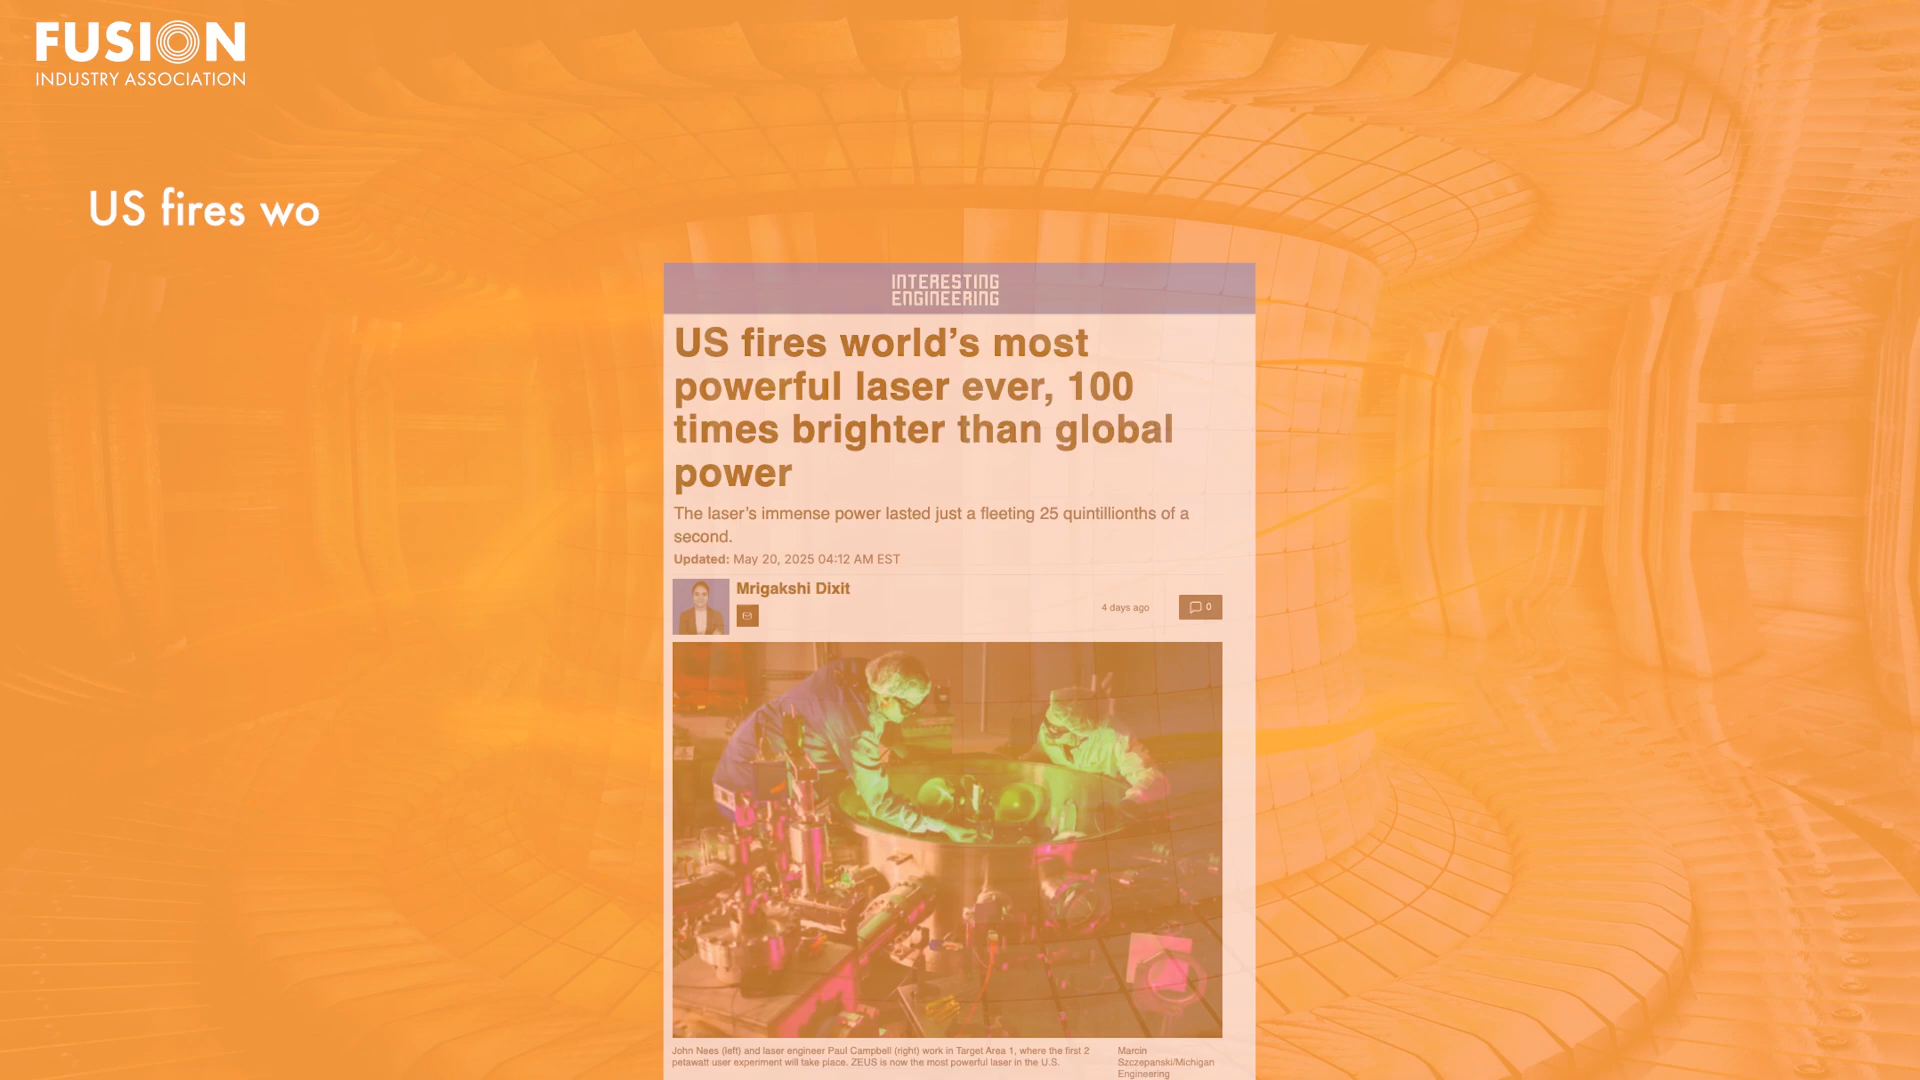 FUSION
INDUSTRY ASSOCIATION
US fires wo
INTERESTING
ENGINEERING
US fires world’s most
powerful laser ever, 100
times brighter than global
power
The laser’s immense power lasted just a fleeting 25 quintillionths of a
second.
Updated: May 20, 2025 04:12 AM EST
Mrigakshi Dixit
4 days ago
0
John Nees (left) and laser engineer Paul Campbell (right) work in Target Area 1, where the first 2
petawatt user experiment will take place. ZEUS is now the most powerful laser in the U.S.
Marcin
Szczepanski/Michigan
Engineering